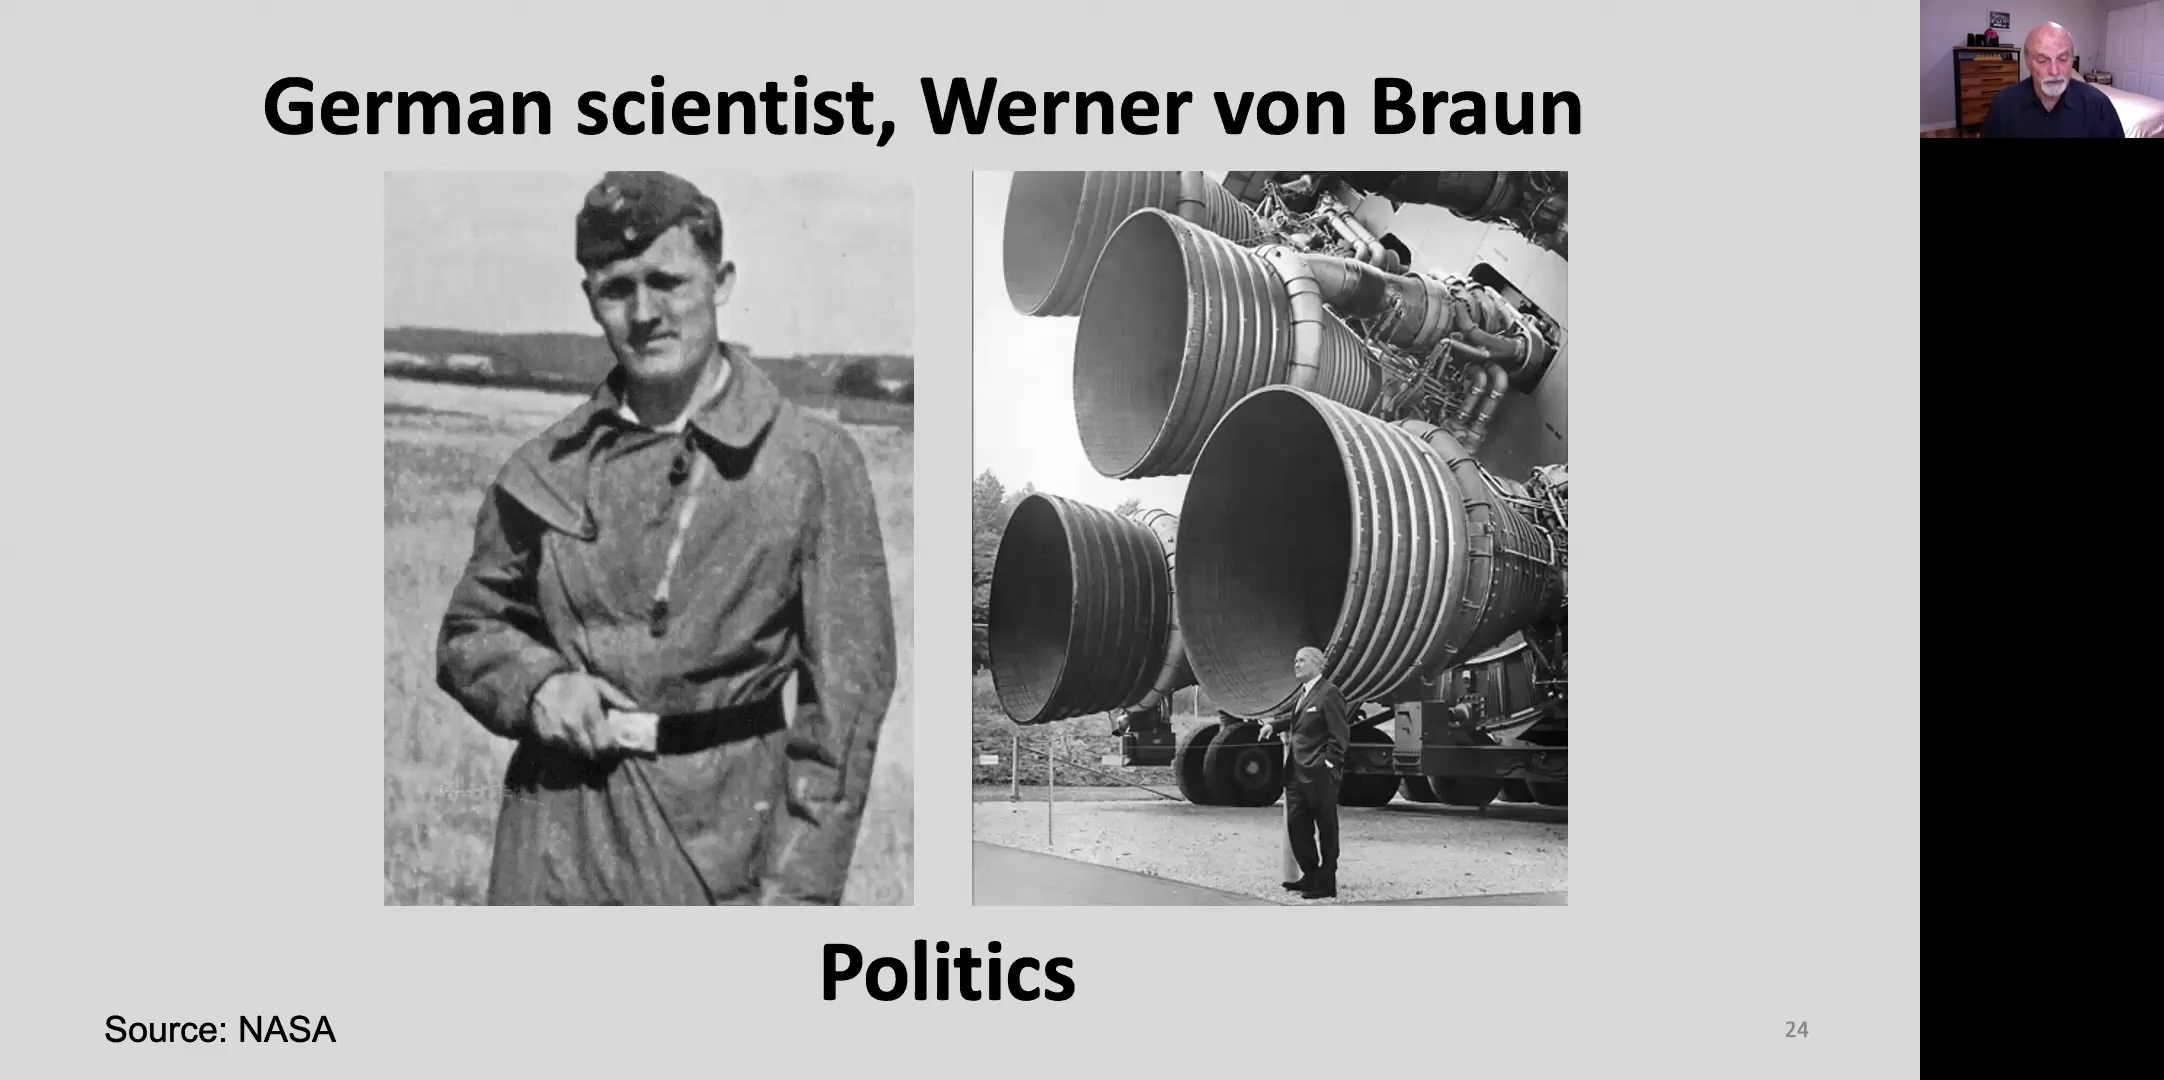 German scientist, Werner von Braun
Politics
Source: NASA
24